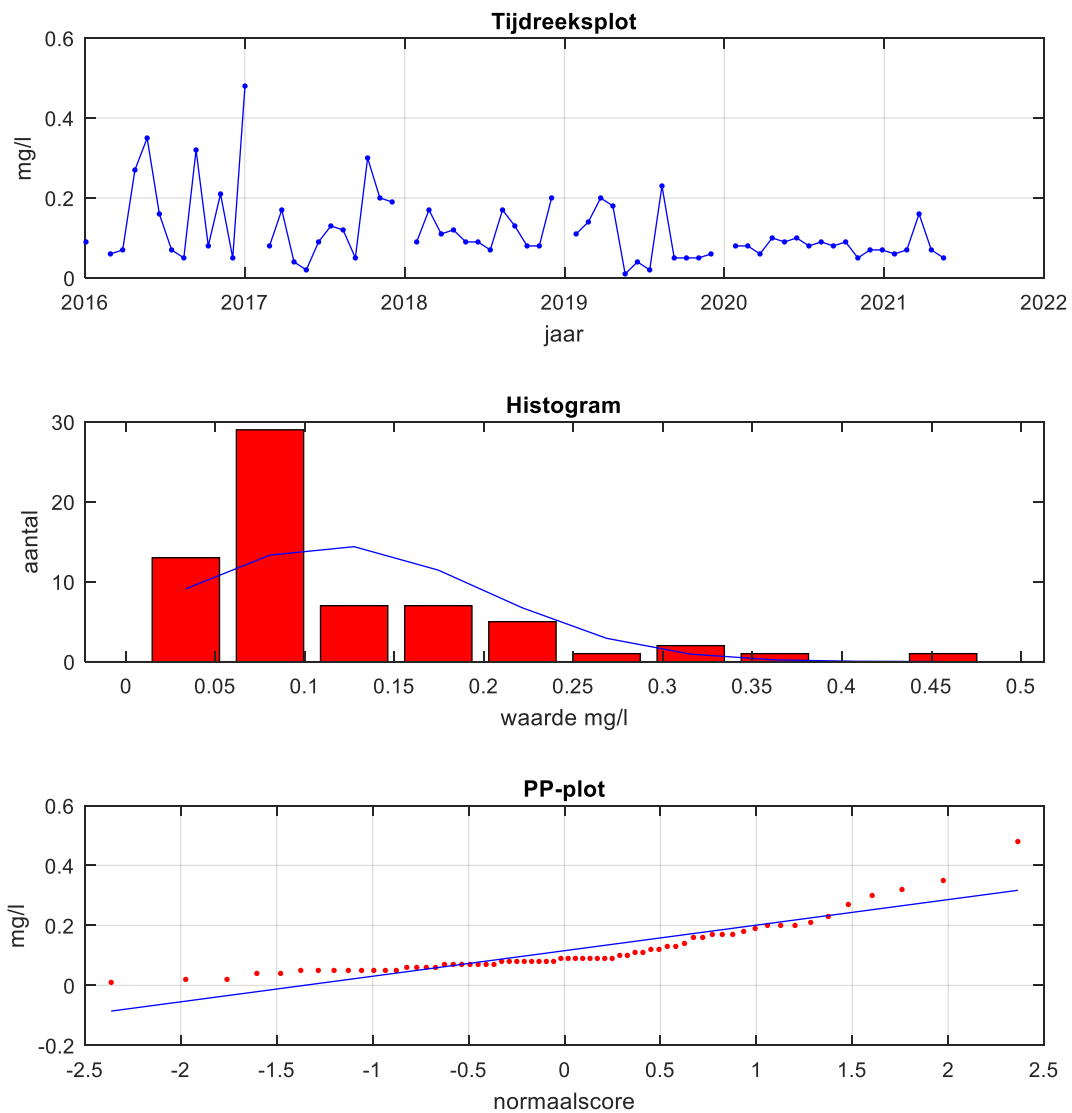 Tijdreeksplot
0.6
0.4
0.2
0
mg/l
2016 2017 2018 2019 2020 2021 2022
jaar
Histogram
30
20
10
0
aantal
0 0.05 0.1 0.15 0.2 0.25 0.3 0.35 0.4 0.45 0.5
waarde mg/l
PP-plot
0.6
0.4
0.2
0
-0.2
mg/l
-2.5 -2 -1.5 -1 -0.5 0 0.5 1 1.5 2 2.5
normaalscore